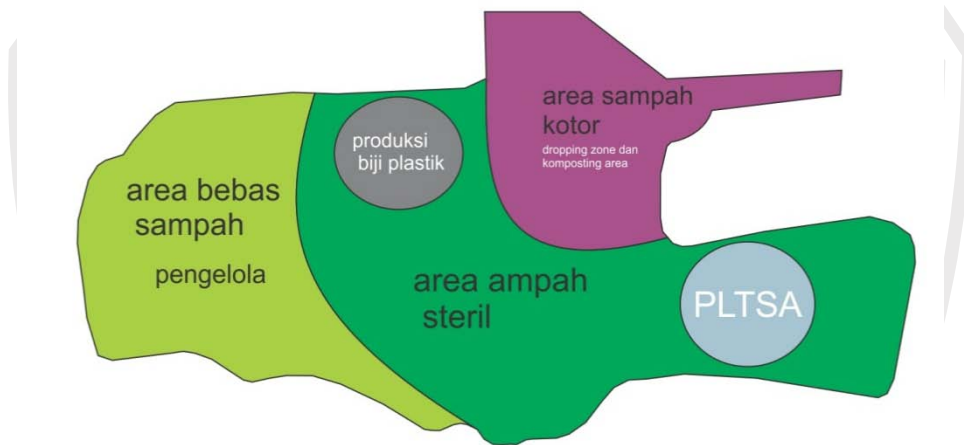 area sampah
kotor
dropping zone dan
komposting area
produksi
biji plastik
area bebas
sampah
pengelola
area ampah
steril
PLTSA